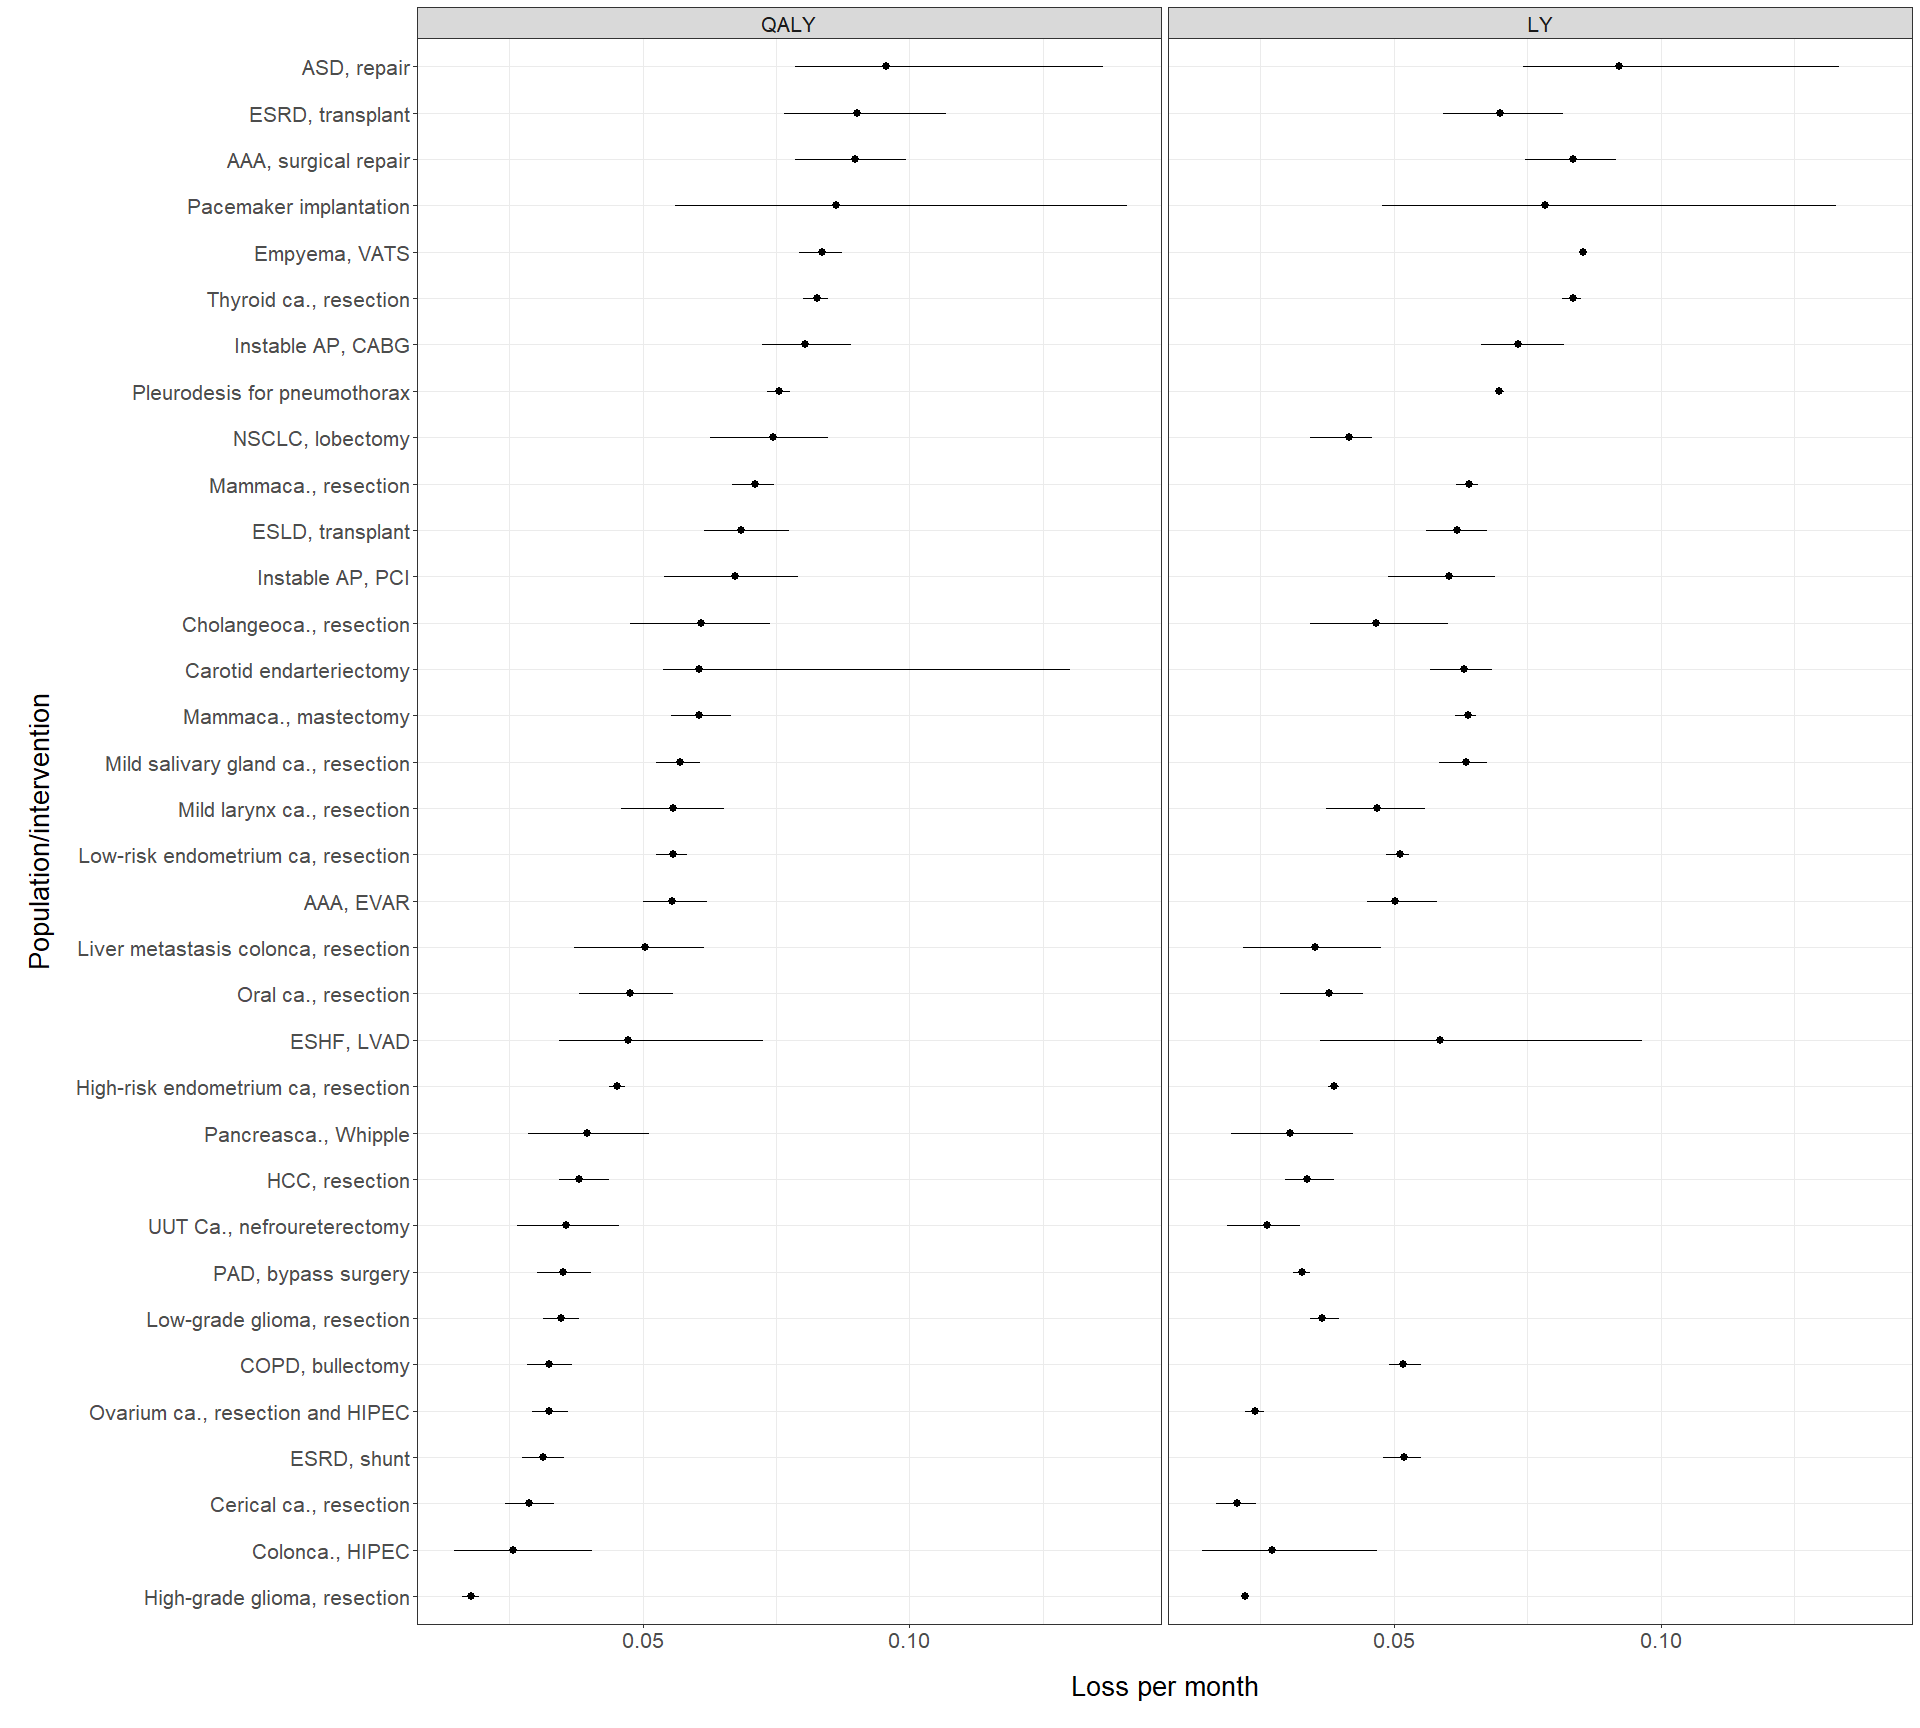 QALY
LY
ASD, repair
ESRD, transplant
AAA, surgical repair
Pacemaker implantation
Empyema, VATS
Thyroid ca., resection
Instable AP, CABG
Pleurodesis for pneumothorax
NSCLC, lobectomy
Mammaca., resection
ESLD, transplant
Instable AP, PCI
Cholangeoca., resection
Carotid endarteriectomy
Mammaca., mastectomy
Mild salivary gland ca., resection
Mild larynx ca., resection
Low-risk endometrium ca, resection
AAA, EVAR
Liver metastasis colonca, resection
Oral ca., resection
ESHF, LVAD
High-risk endometrium ca, resection
Pancreasca., Whipple
HCC, resection
UUT Ca., nefroureterectomy
PAD, bypass surgery
Low-grade glioma, resection
COPD, bullectomy
Ovarium ca., resection and HIPEC
ESRD, shunt
Cerical ca., resection
Colonca., HIPEC
High-grade glioma, resection
Population/intervention
0.05
0.10
0.05
0.10
Loss per month